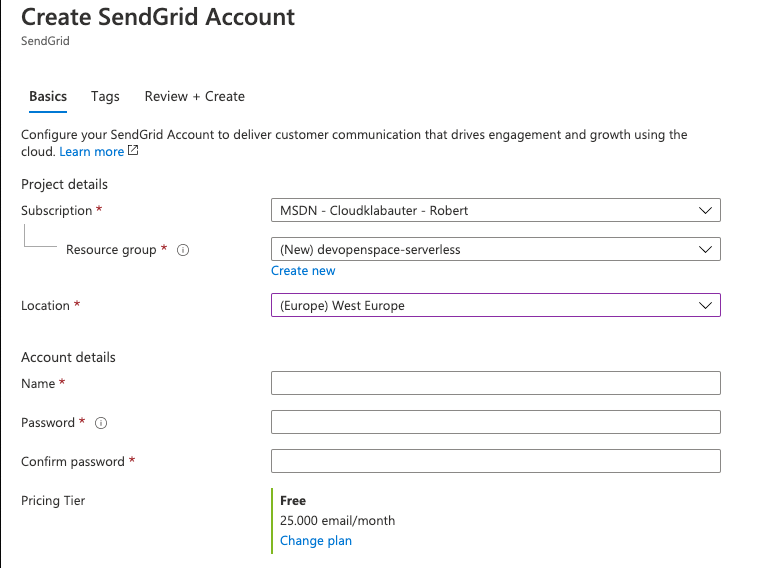 Create SendGrid Account
SendGrid
Basics Tags Review + Create
Configure your SendGrid Account to deliver customer communication that drives engagement and growth using the
cloud. Learn more
Project details
Subscription * MSDN - Cloudklabauter - Robert
Resource group * (New) devopenspace-serverless
Create new
Location * (Europe) West Europe
Account details
Name *
Password *
Confirm password *
Pricing Tier Free
25.000 email/month
Change plan